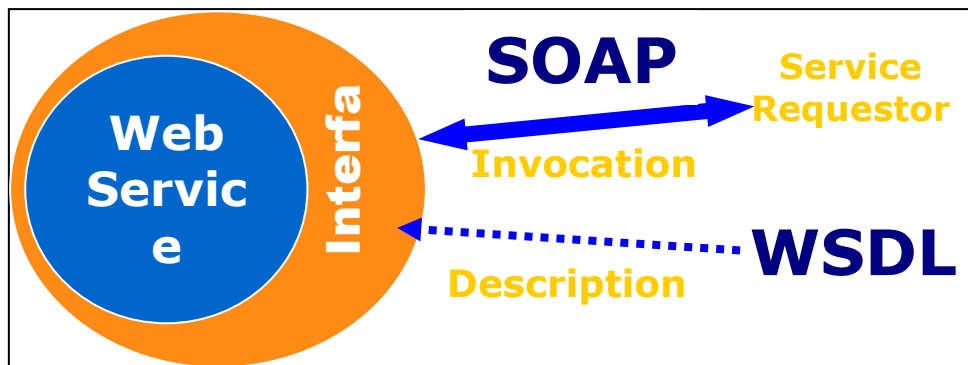 Web
Servic
e
Interfa
SOAP
Service
Requestor
Invocation
WSDL
Description